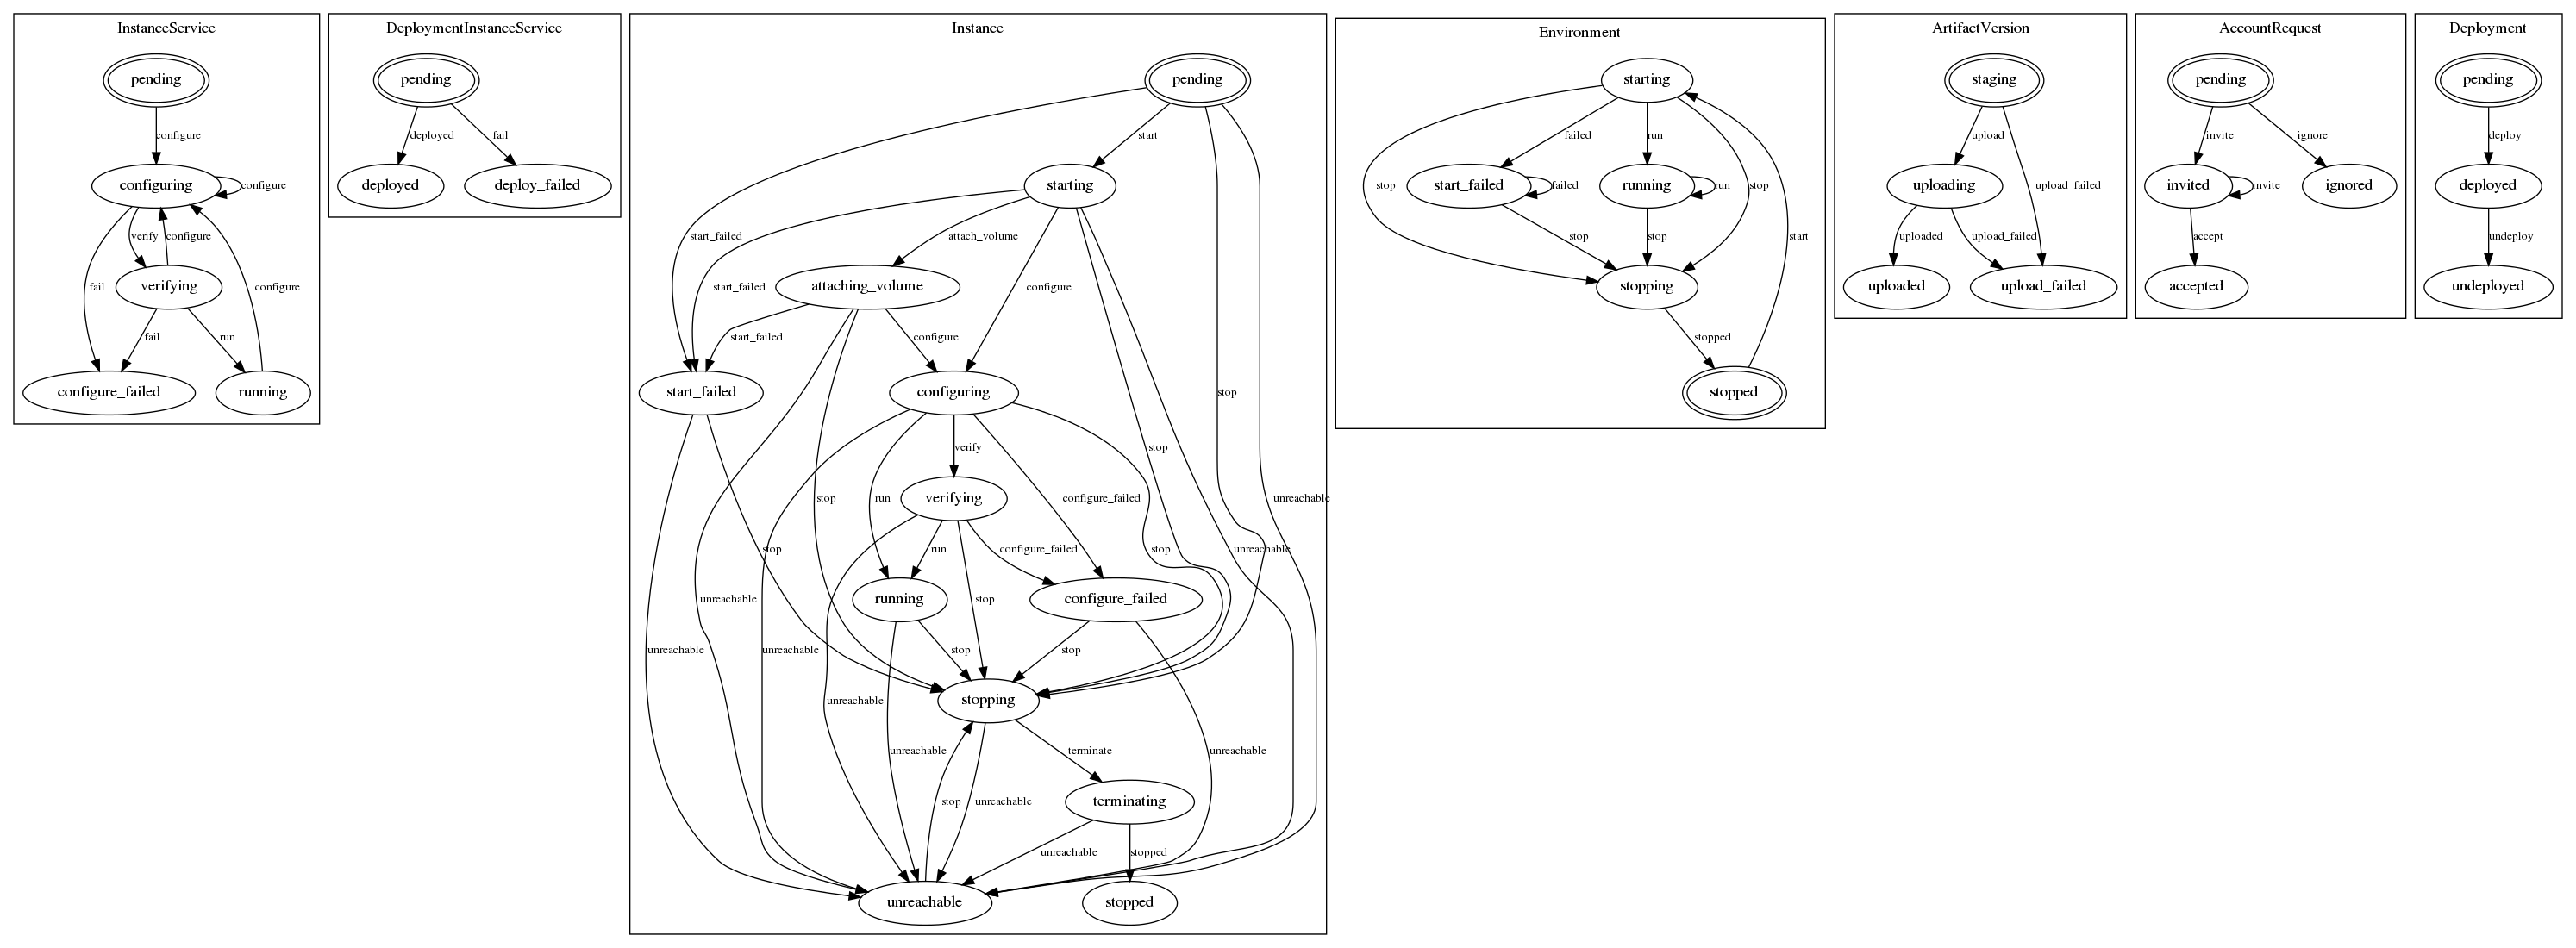 InstanceService
pending
configure
configuring
configure
verify
configure
fail
verifying
configure
fail
run
configure_failed
running
DeploymentInstanceService
pending
deployed
fail
deployed
deploy_failed
Instance
pending
start
starting
start_failed
attach_volume
start_failed
attaching_volume
configure
start_failed
configure
start_failed
configuring
stop
verify
stop
verifying
stop
run
configure_failed
unreachable
stop
run
configure_failed
stop
unreachable
unreachable
running
stop
configure_failed
unreachable
unreachable
stop
stop
unreachable
stopping
unreachable
terminate
unreachable
stop
unreachable
terminating
unreachable
stopped
unreachable
stopped
Environment
starting
failed
run
stop
start_failed
failed
running
run
stop
stop
stop
start
stopping
stopped
stopped
ArtifactVersion
staging
upload
uploading
upload_failed
uploaded
upload_failed
uploaded
upload_failed
AccountRequest
pending
invite
ignore
invited
invite
ignored
accept
accepted
Deployment
pending
deploy
deployed
undeploy
undeployed